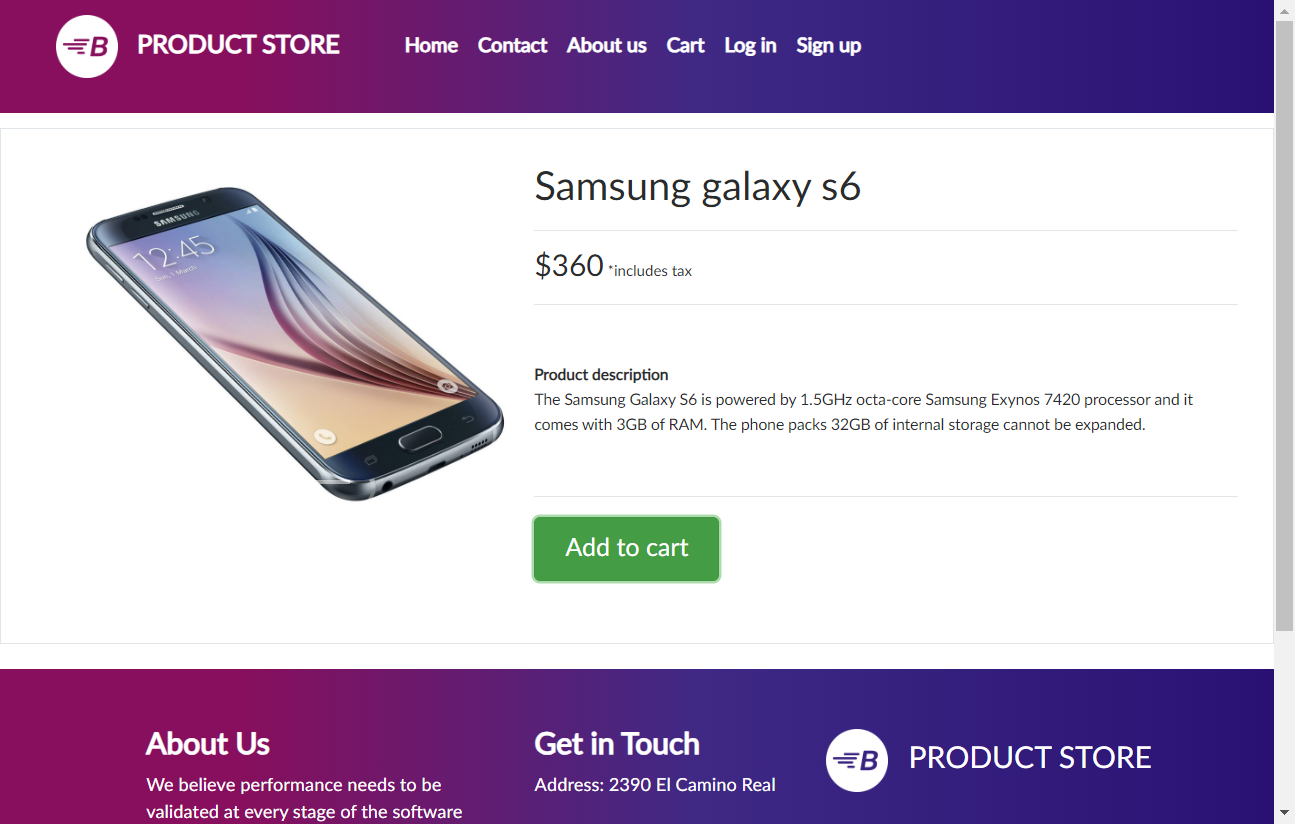 B PRODUCT STORE Home Contact About us Cart Log in Sign up
Samsung galaxy s6
SAMSUNG
12:45
Sun, 1 March
$360 *includes tax
Product description
The Samsung Galaxy S6 is powered by 1.5GHz octa-core Samsung Exynos 7420 processor and it
comes with 3GB of RAM. The phone packs 32GB of internal storage cannot be expanded.
Add to cart
About Us
We believe performance needs to be
validated at every stage of the software
Get in Touch
Address: 2390 El Camino Real
B PRODUCT STORE